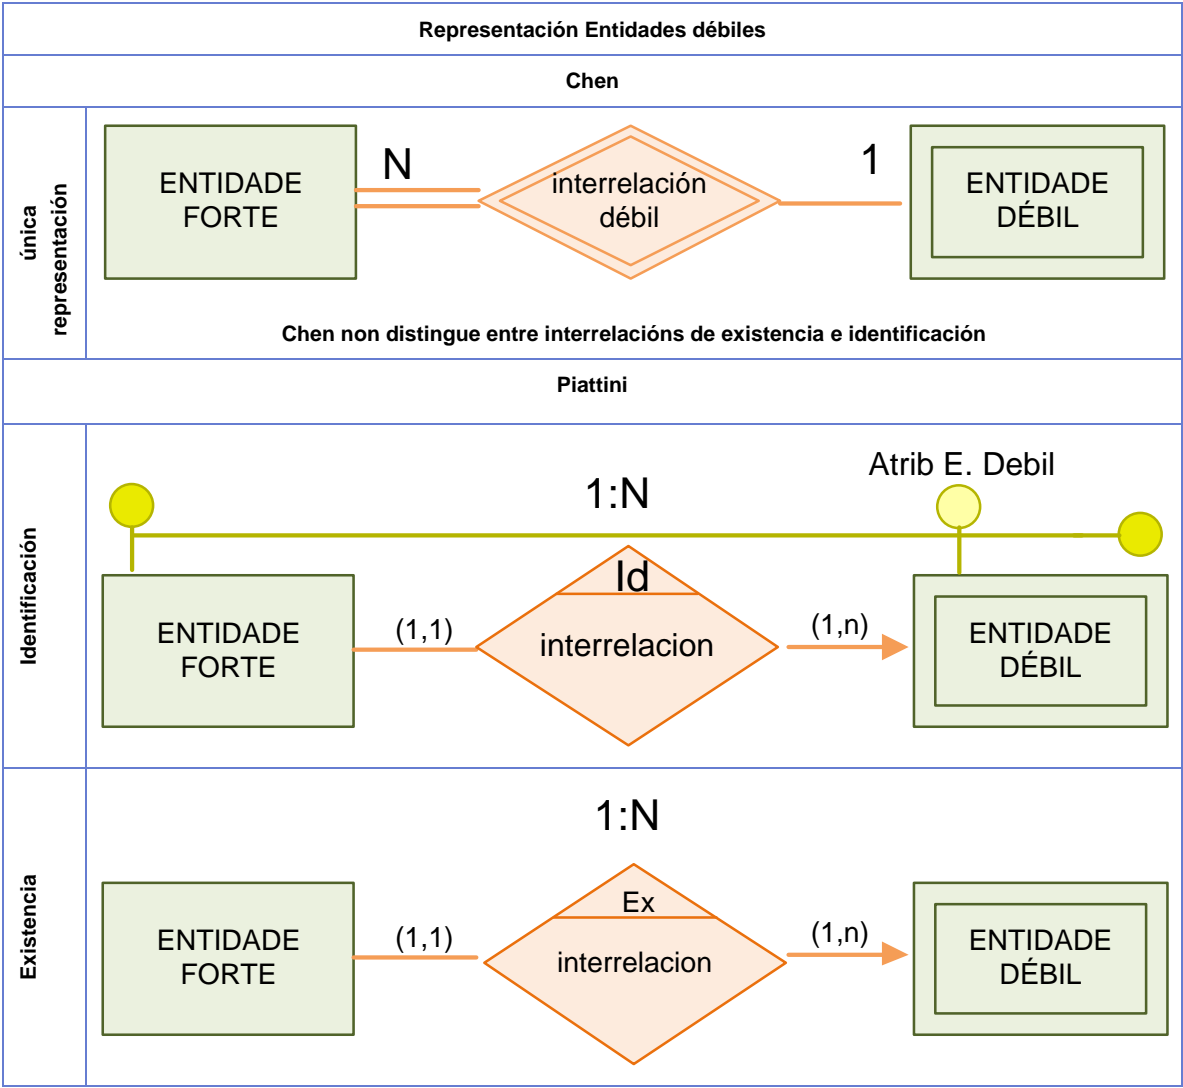 Representación Entidades débiles
Chen
única
representación
ENTIDADE
FORTE
N
interrelación
débil
1
ENTIDADE
DÉBIL
Chen non distingue entre interrelacións de existencia e identificación
Piattini
Identificación
1:N
Atrib E. Debil
ENTIDADE
FORTE
(1,1)
Id
interrelacion
(1,n)
ENTIDADE
DÉBIL
Existencia
1:N
ENTIDADE
FORTE
(1,1)
Ex
interrelacion
(1,n)
ENTIDADE
DÉBIL